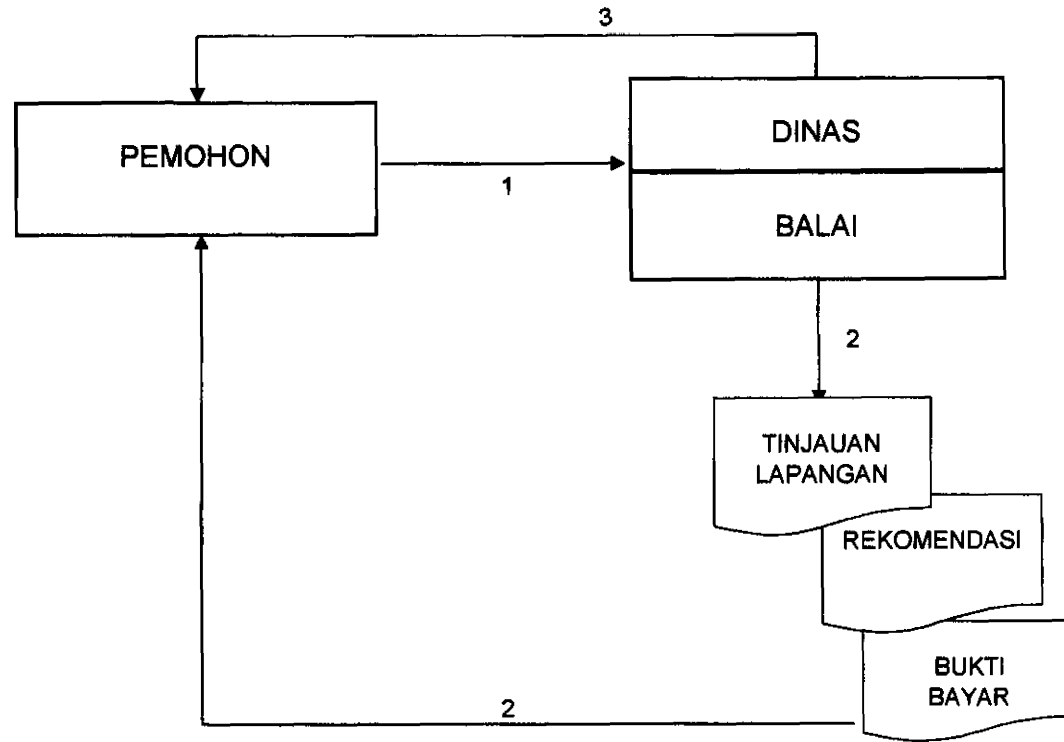 3
PEMOHON
1
DINAS
BALAI
2
TINJAUAN
LAPANGAN
REKOMENDASI
BUKTI
BAYAR
2